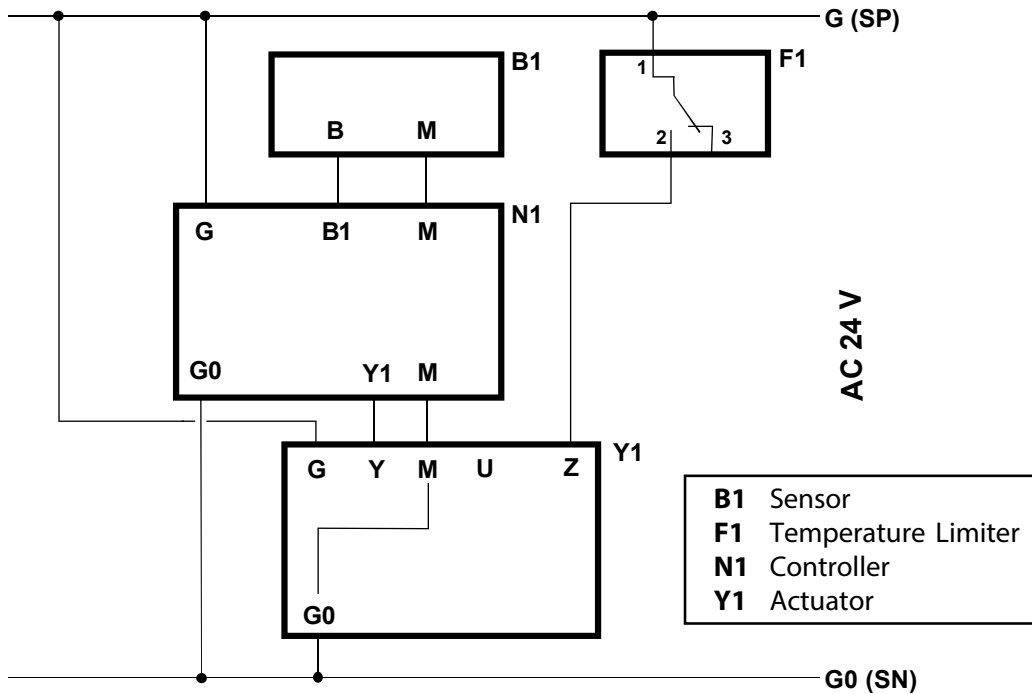 G (SP)
B1
B M
F1
1
2 3
N1
G B1 M
G0 Y1 M
AC 24 V
Y1
G Y M U Z
G0
B1 Sensor
F1 Temperature Limiter
N1 Controller
Y1 Actuator
G0 (SN)